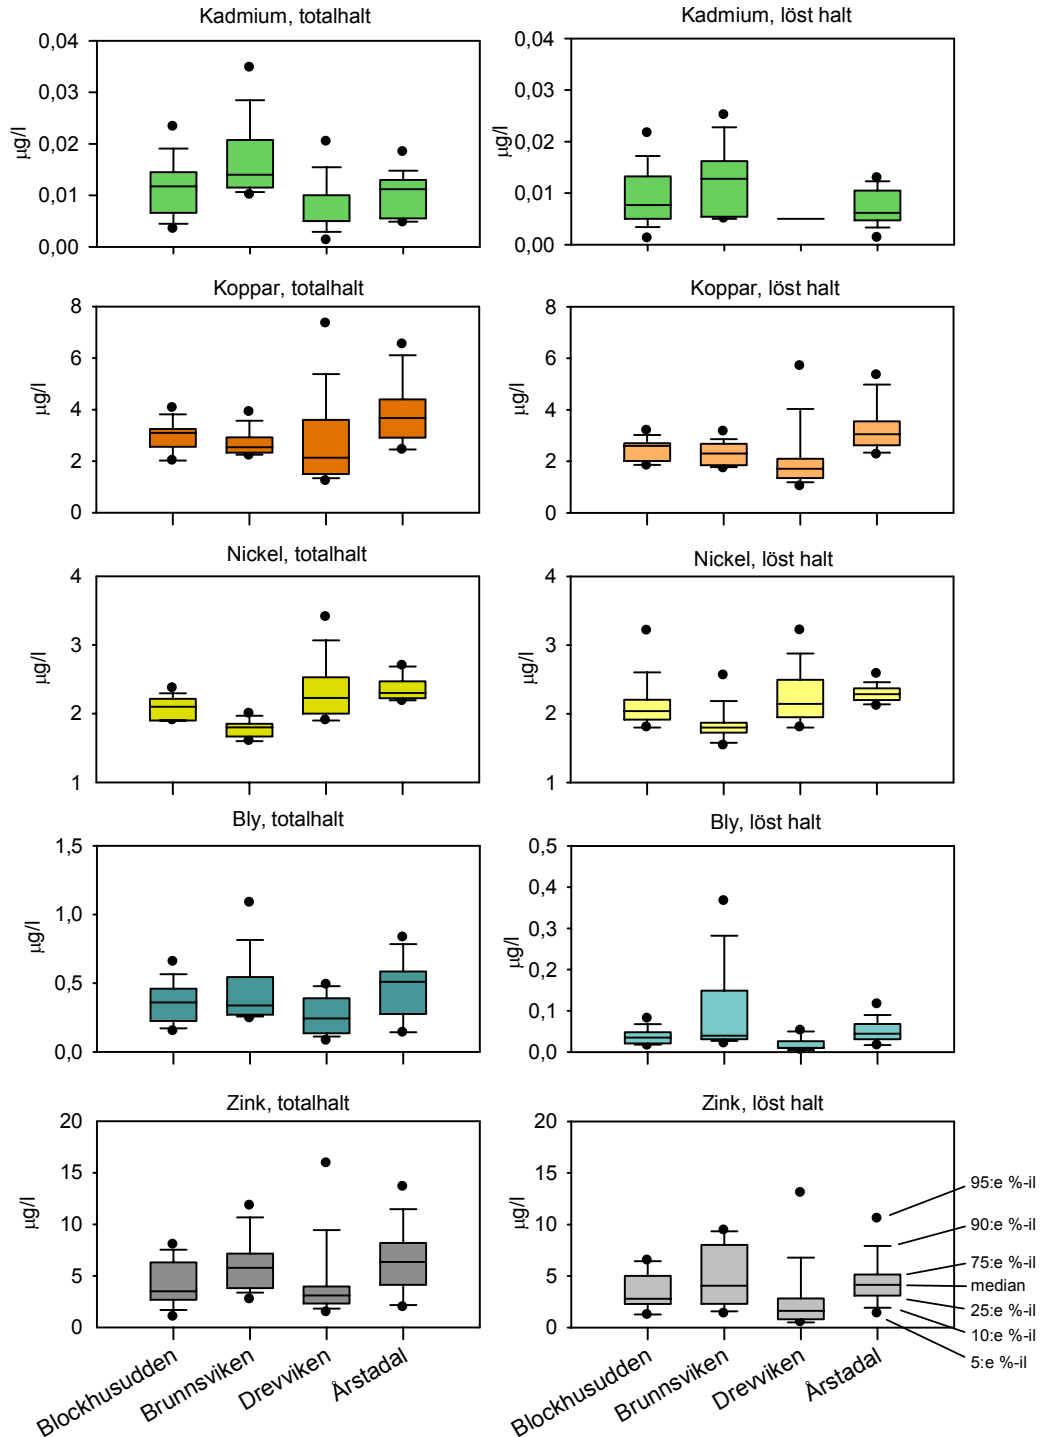 Kadmium, totalhalt
0,04
0,03
0,02
0,01
0,00
µg/l
Kadmium, löst halt
0,04
0,03
0,02
0,01
0,00
µg/l
Koppar, totalhalt
8
6
4
2
0
µg/l
Koppar, löst halt
8
6
4
2
0
µg/l
Nickel, totalhalt
4
3
2
1
µg/l
Nickel, löst halt
4
3
2
1
µg/l
Bly, totalhalt
1,5
1,0
0,5
0,0
µg/l
Bly, löst halt
0,5
0,4
0,3
0,2
0,1
0,0
µg/l
Zink, totalhalt
20
15
10
5
0
µg/l
Blockhusudden
Brunnsviken
Drevviken
Årstadal
Zink, löst halt
20
15
10
5
0
µg/l
Blockhusudden
Brunnsviken
Drevviken
Årstadal
95:e %-il
90:e %-il
75:e %-il
median
25:e %-il
10:e %-il
5:e %-il